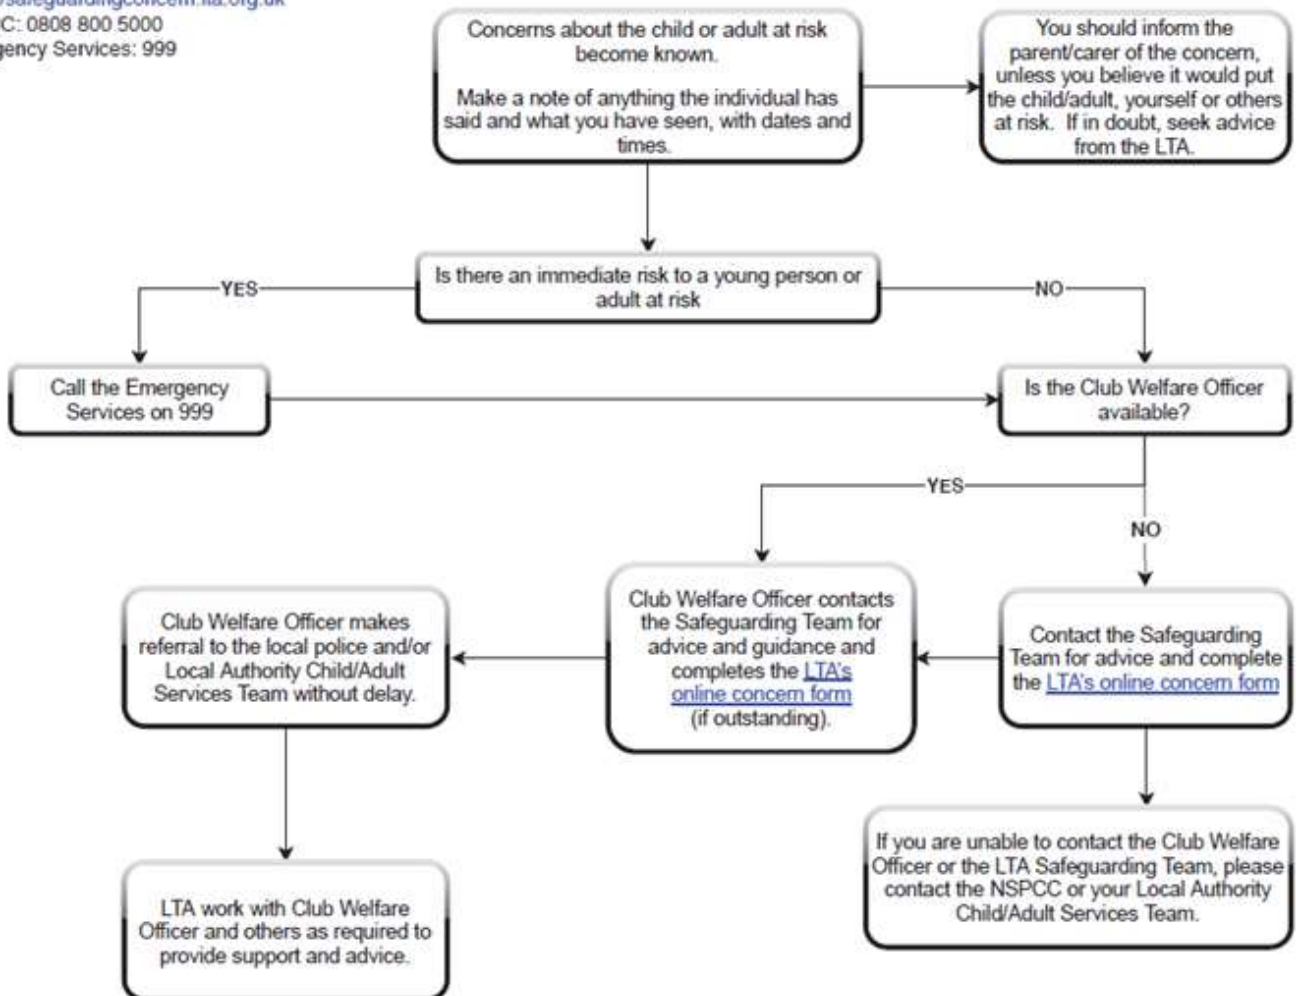 safeguardingconcern.lta.org.uk
C: 0808 800 5000
gency Services: 999
Concerns about the child or adult at risk
become known.
Make a note of anything the individual has
said and what you have seen, with dates and
times.
You should inform the
parent/carer of the concern,
unless you believe it would put
the child/adult, yourself or others
at risk. If in doubt, seek advice
from the LTA.
Is there an immediate risk to a young person or
adult at risk
YES
NO
Call the Emergency
Services on 999
Is the Club Welfare Officer
available?
YES
NO
Club Welfare Officer makes
referral to the local police and/or
Local Authority Child/Adult
Services Team without delay.
Club Welfare Officer contacts
the Safeguarding Team for
advice and guidance and
completes the LTA's
online concern form
(if outstanding).
Contact the Safeguarding
Team for advice and complete
the LTA's online concern form
If you are unable to contact the Club Welfare
Officer or the LTA Safeguarding Team, please
contact the NSPCC or your Local Authority
Child/Adult Services Team.
LTA work with Club Welfare
Officer and others as required to
provide support and advice.